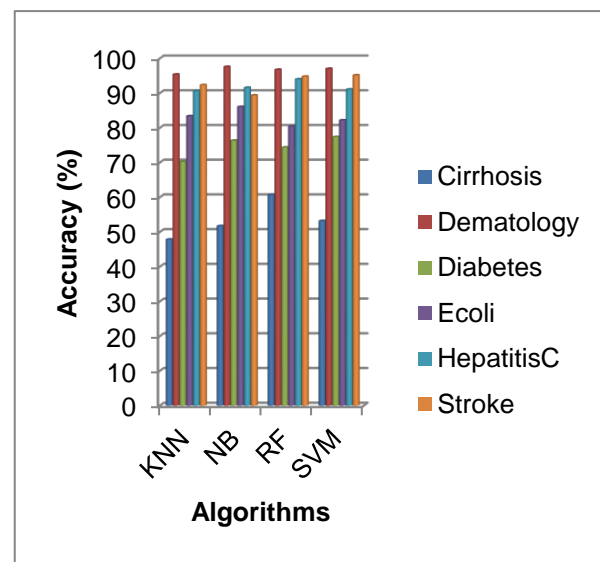 Accuracy (%)
100
90
80
70
60
50
40
30
20
10
0
KNN
NB
RF
SVM
Algorithms
Cirrhosis
Dematology
Diabetes
Ecoli
HepatitisC
Stroke